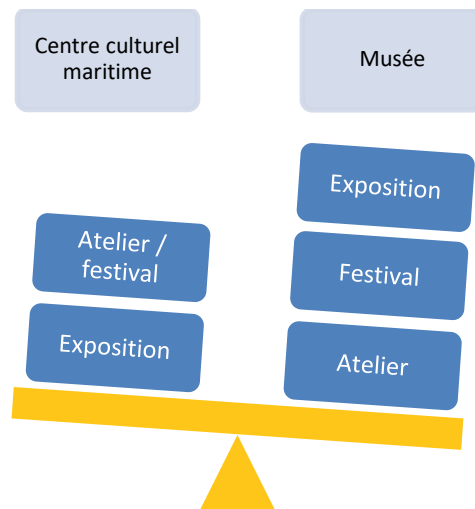 Centre culturel
maritime
Musée
Atelier /
festival
Exposition
Exposition
Festival
Atelier